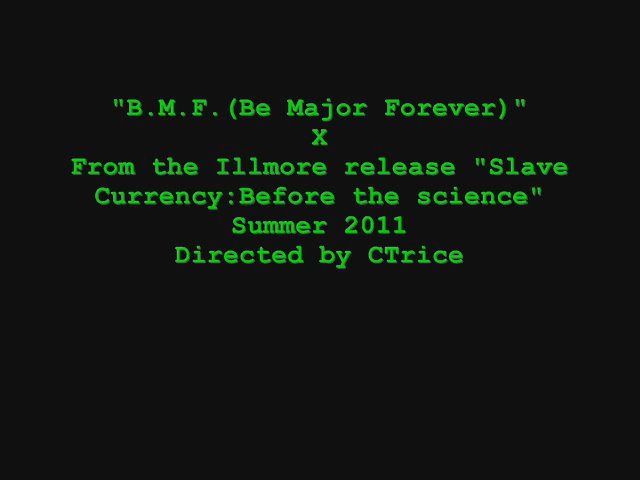 "B.M.F.(Be Major Forever)"
X
From the Illmore release "Slave
Currency:Before the science"
Summer 2011
Directed by CTrice